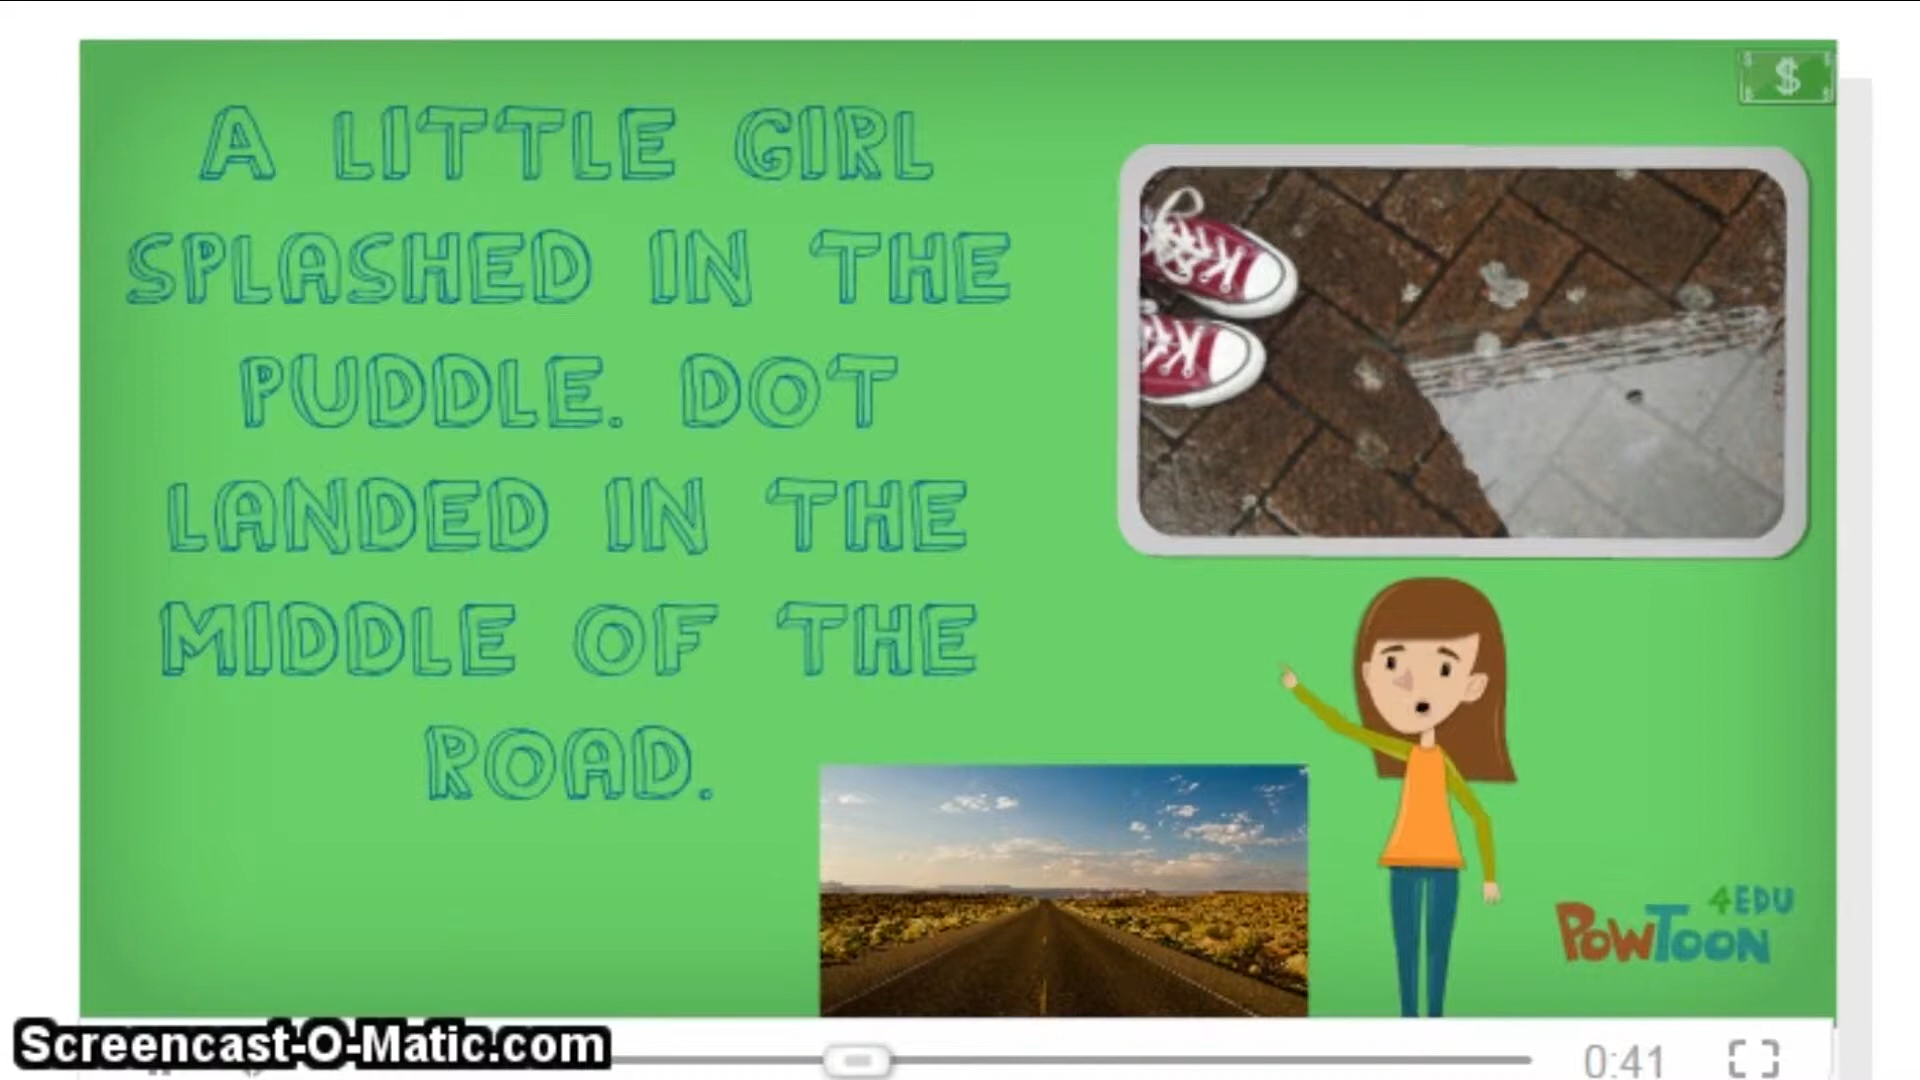 A LITTLE GIRL
SPLASHED IN THE
PUDDLE. DOT
LANDED IN THE
MIDDLE OF THE
ROAD.
$
4EDU
POWTOON
Screencast-O-Matic.com
0:41